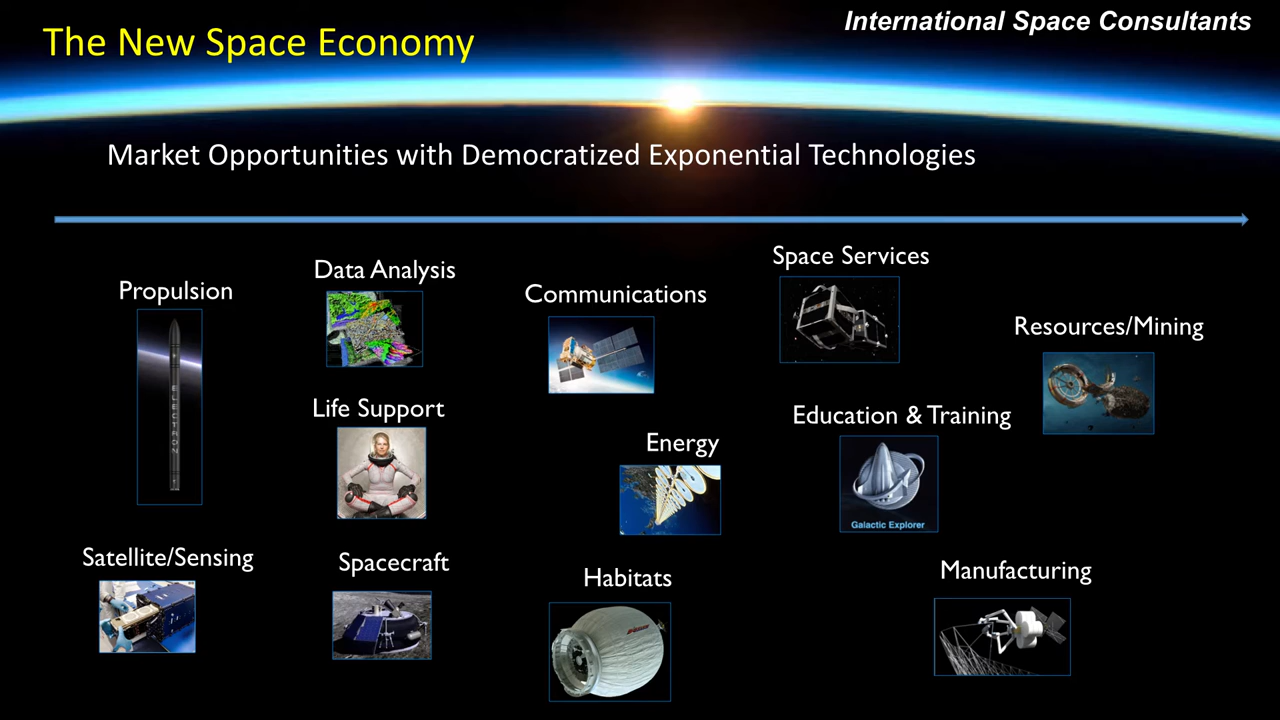 The New Space Economy
International Space Consultants
Market Opportunities with Democratized Exponential Technologies
Propulsion
ELECTRON
Data Analysis
Life Support
Communications
Energy
Space Services
Education & Training
Galactic Explorer
Resources/Mining
Satellite/Sensing
Spacecraft
Habitats
Manufacturing